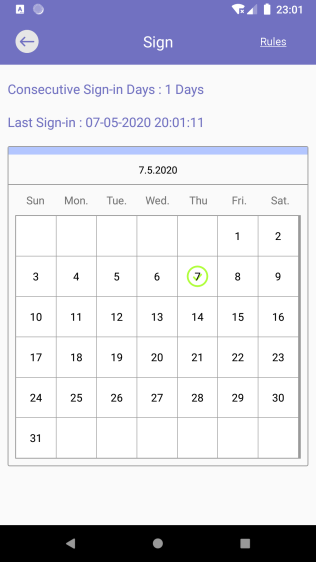 23:01
Sign
Rules
Consecutive Sign-in Days : 1 Days
Last Sign-in : 07-05-2020 20:01:11
7.5.2020
Sun Mon. Tue. Wed. Thu Fri. Sat.
1 2
3 4 5 6 7 8 9
10 11 12 13 14 15 16
17 18 19 20 21 22 23
24 25 26 27 28 29 30
31